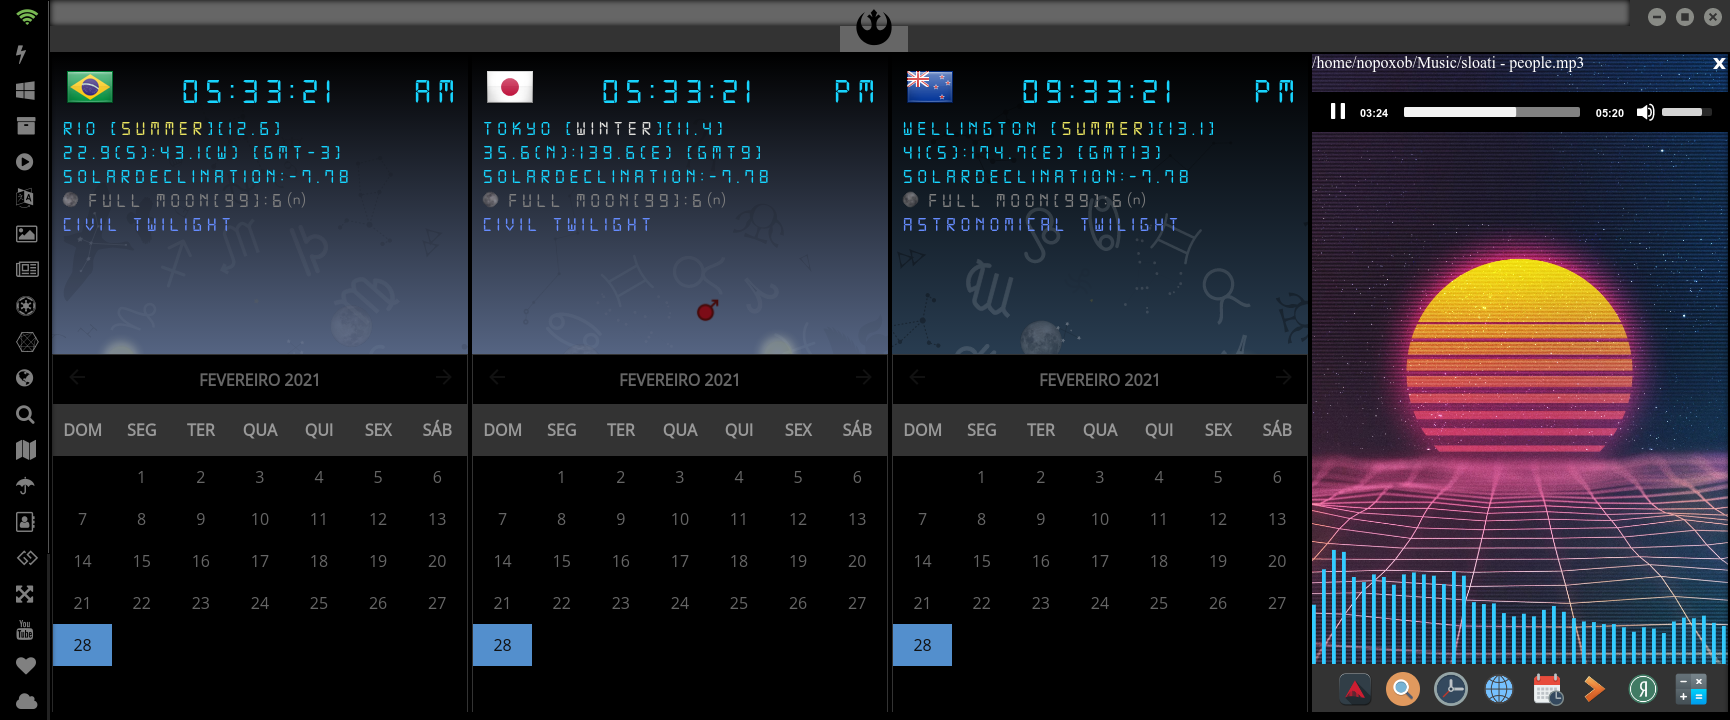 05:33:21 AM
RIO [SUMMER][12.6]
22.9(S):43.1(W) [GMT-3]
SOLARDECLINATION:-7.78
FULL MOON(99):6(n)
CIVIL TWILIGHT
FEVEREIRO 2021
DOM SEG TER QUA QUI SEX SÁB
1 2 3 4 5 6
7 8 9 10 11 12 13
14 15 16 17 18 19 20
21 22 23 24 25 26 27
28
05:33:21 PM
TOKYO [WINTER][11.4]
35.6(N):139.6(E) [GMT9]
SOLARDECLINATION:-7.78
FULL MOON(99):6(n)
CIVIL TWILIGHT
FEVEREIRO 2021
DOM SEG TER QUA QUI SEX SÁB
1 2 3 4 5 6
7 8 9 10 11 12 13
14 15 16 17 18 19 20
21 22 23 24 25 26 27
28
09:33:21 PM
WELLINGTON [SUMMER][13.1]
41(S):174.7(E) [GMT13]
SOLARDECLINATION:-7.78
FULL MOON(99):6(n)
ASTRONOMICAL TWILIGHT
FEVEREIRO 2021
DOM SEG TER QUA QUI SEX SÁB
1 2 3 4 5 6
7 8 9 10 11 12 13
14 15 16 17 18 19 20
21 22 23 24 25 26 27
28
/home/nopoxob/Music/sloati - people.mp3 x
03:24 05:20
You
Tube
Я